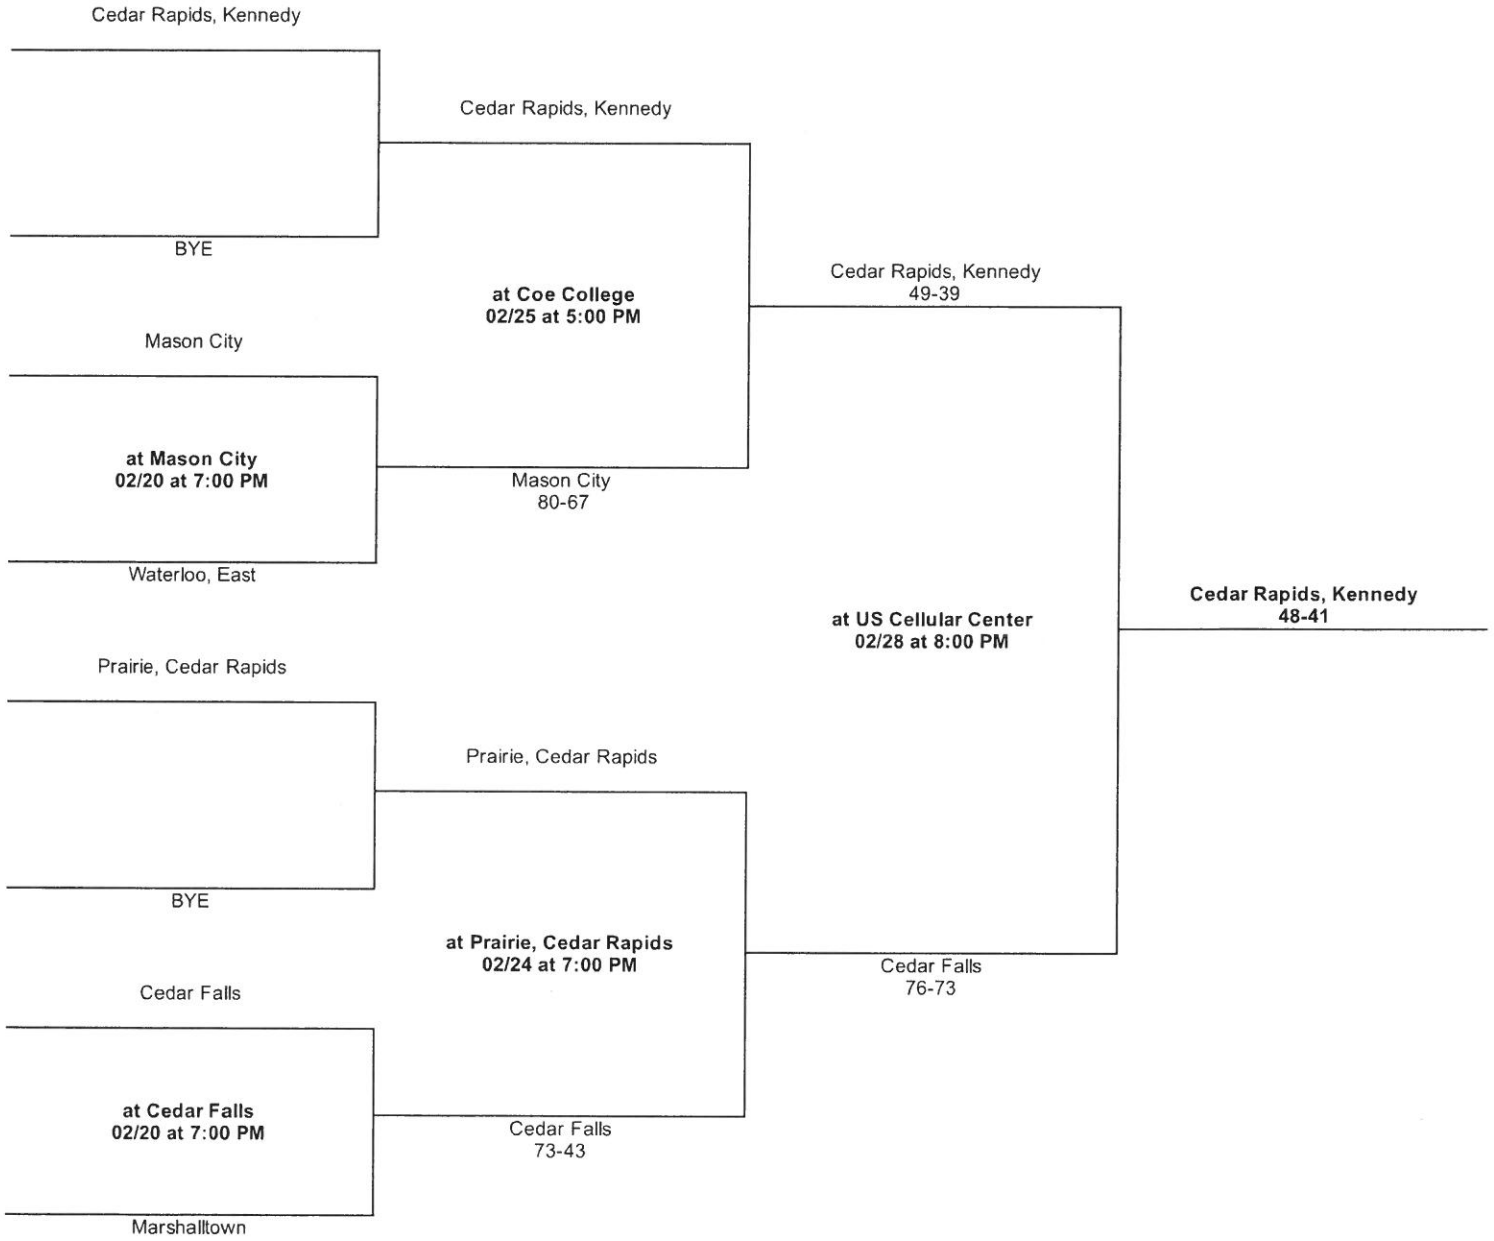 Cedar Rapids, Kennedy
BYE
Mason City
at Mason City
02/20 at 7:00 PM
Waterloo, East
Prairie, Cedar Rapids
BYE
Cedar Falls
at Cedar Falls
02/20 at 7:00 PM
Marshalltown
Cedar Rapids, Kennedy
at Coe College
02/25 at 5:00 PM
Mason City
80-67
Prairie, Cedar Rapids
at Prairie, Cedar Rapids
02/24 at 7:00 PM
Cedar Falls
73-43
Cedar Rapids, Kennedy
49-39
at US Cellular Center
02/28 at 8:00 PM
Cedar Falls
76-73
Cedar Rapids, Kennedy
48-41